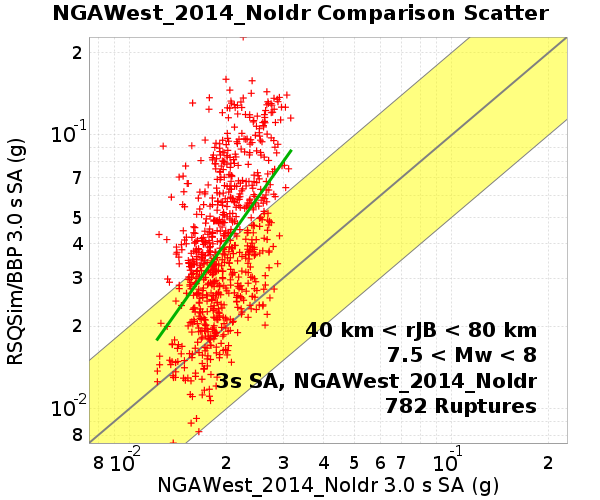 NGAWest_2014_NoIdr Comparison Scatter
RSQSim/BBP 3.0 s SA (g)
2
10⁻¹
7
5
4
3
2
10⁻²
8
40 km < rJB < 80 km
7.5 < Mw < 8
3s SA, NGAWest_2014_NoIdr
782 Ruptures
8 10⁻² 2 3 4 5 6 7 10⁻¹ 2
NGAWest_2014_NoIdr 3.0 s SA (g)